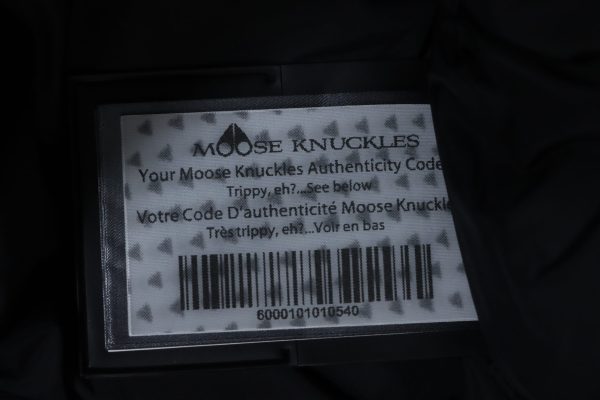 MOOSE KNUCKLES
Your Moose Knuckles Authenticity Code
Trippy, eh?...See below
Votre Code D'authenticité Moose Knuckle
Très trippy, eh?...Voir en bas
6000101010540